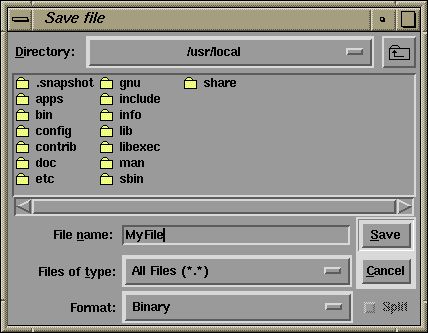 Save file
Directory: /usr/local
.snapshot gnu share
apps include
bin info
config lib
contrib libexec
doc man
etc sbin
File name: MyFile Save
Files of type: All Files (*.*) Cancel
Format: Binary Split